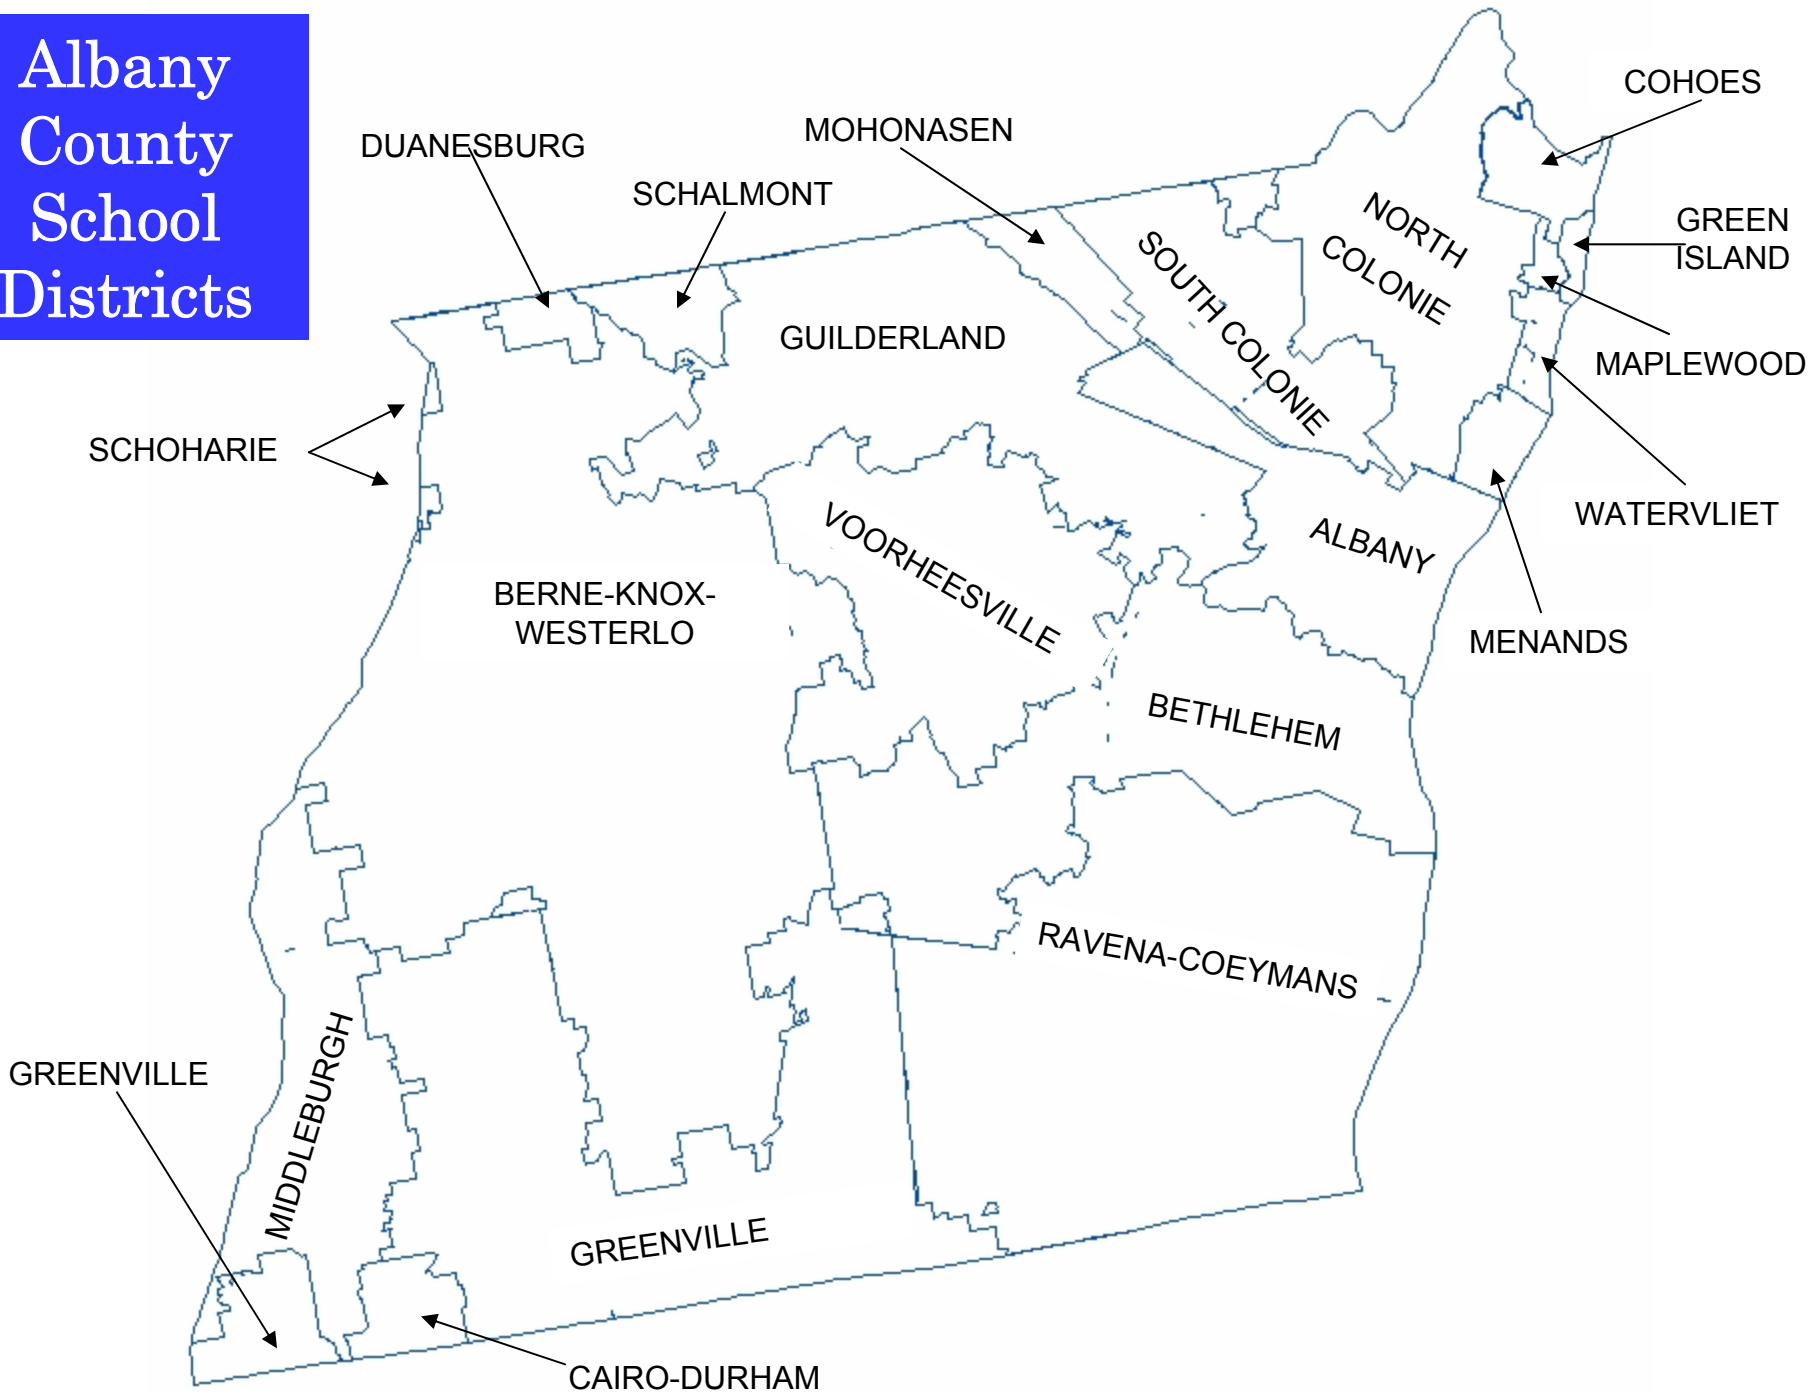 Albany
County
School
Districts
COHOES
MOHONASEN
DUANESBURG
SCHALMONT
GREEN
ISLAND
NORTH
COLONIE
SOUTH COLONIE
GUILDERLAND
MAPLEWOOD
SCHOHARIE
WATERVLIET
VOORHEESVILLE
ALBANY
BERNE-KNOX-
WESTERLO
MENANDS
BETHLEHEM
RAVENA-COEYMANS
GREENVILLE
MIDDLEBURGH
GREENVILLE
CAIRO-DURHAM